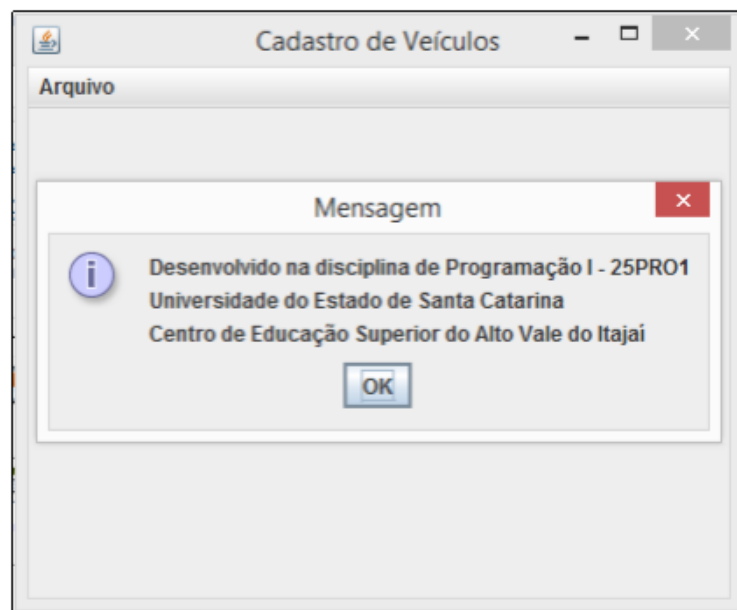 Cadastro de Veículos
Arquivo
Mensagem
Desenvolvido na disciplina de Programação I - 25PRO1
Universidade do Estado de Santa Catarina
Centro de Educação Superior do Alto Vale do Itajaí
OK